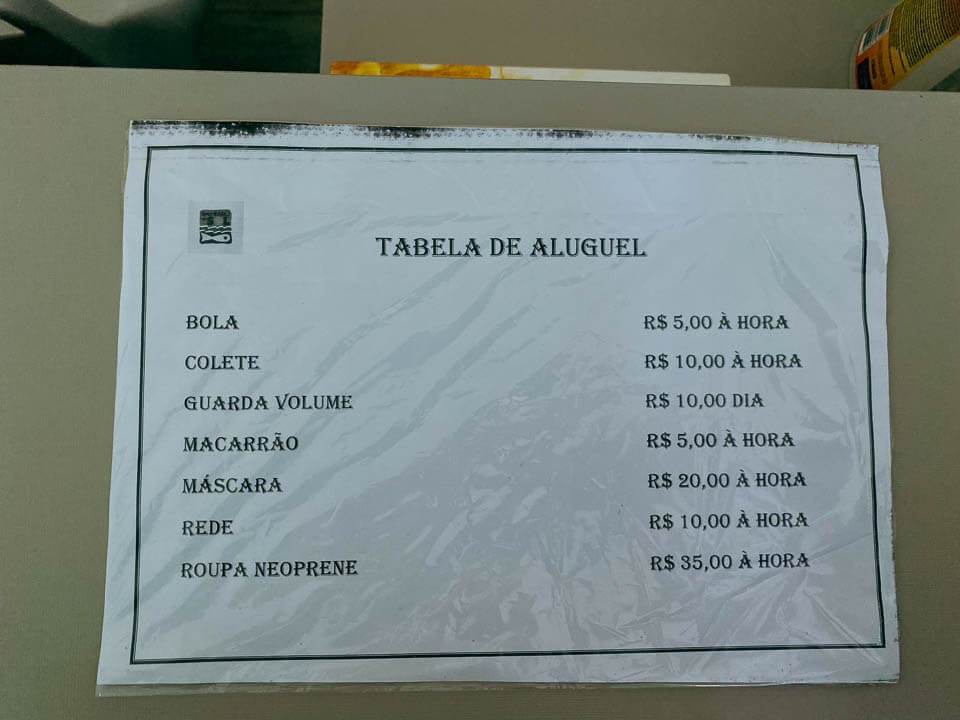 TABELA DE ALUGUEL
BOLA R$ 5,00 À HORA
COLETE R$ 10,00 À HORA
GUARDA VOLUME R$ 10,00 DIA
MACARRÃO R$ 5,00 À HORA
MÁSCARA R$ 20,00 À HORA
REDE R$ 10,00 À HORA
ROUPA NEOPRENE R$ 35,00 À HORA